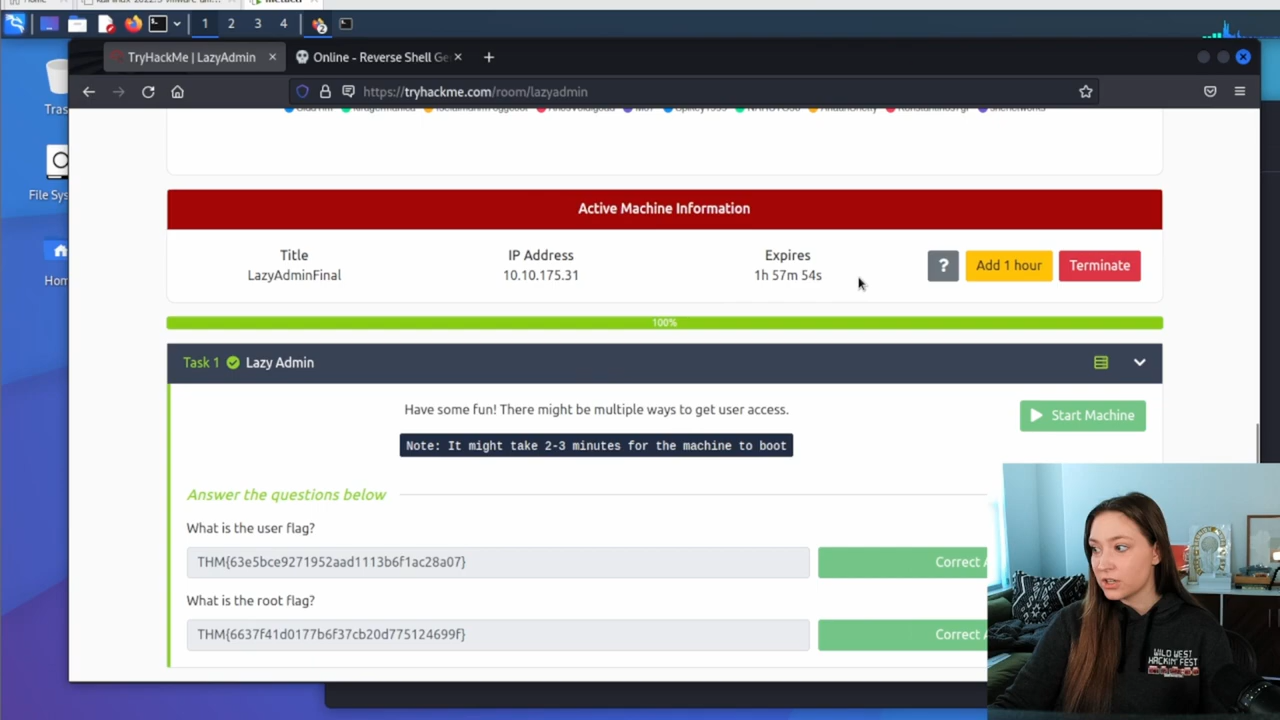 1 2 3 4
TryHackMe | LazyAdmin × Online - Reverse Shell Ge × +
https://tryhackme.com/room/lazyadmin
Tras
File Sys
Hom
Active Machine Information
Title IP Address Expires
LazyAdminFinal 10.10.175.31 1h 57m 54s
? Add 1 hour Terminate
100%
Task 1 Lazy Admin
Have some fun! There might be multiple ways to get user access.
Start Machine
Note: It might take 2-3 minutes for the machine to boot
Answer the questions below
What is the user flag?
THM{63e5bce9271952aad1113b6f1ac28a07} Correct A
What is the root flag?
THM{6637f41d0177b6f37cb20d775124699f} Correct A
WILD WEST
HACKIN' FEST